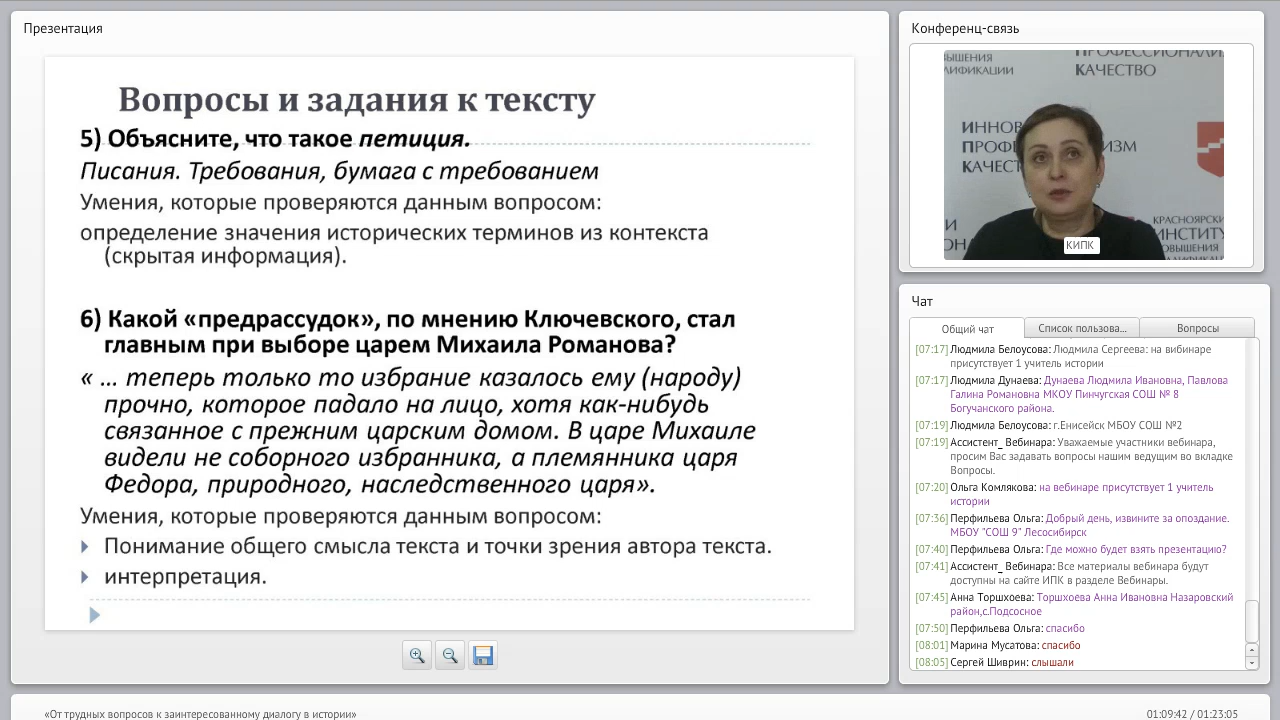 Презентация
Вопросы и задания к тексту
5) Объясните, что такое петиция.
Писания. Требования, бумага с требованием
Умения, которые проверяются данным вопросом:
определение значения исторических терминов из контекста
(скрытая информация).
6) Какой «предрассудок», по мнению Ключевского, стал
главным при выборе царем Михаила Романова?
« ... теперь только то избрание казалось ему (народу)
прочно, которое падало на лицо, хотя как-нибудь
связанное с прежним царским домом. В царе Михаиле
видели не соборного избранника, а племянника царя
Федора, природного, наследственного царя».
Умения, которые проверяются данным вопросом:
Понимание общего смысла текста и точки зрения автора текста.
интерпретация.
Конференц-связь
КАЧЕСТВО
КИПК
Чат
Общий чат
Список пользова...
Вопросы
[07:17] Людмила Белоусова: Людмила Сергеева: на вибинаре
присутствует 1 учитель истории
[07:17] Людмила Дунаева: Дунаева Людмила Ивановна, Павлова
Галина Романовна МКОУ Пинчугская СОШ № 8
Богучанского района.
[07:19] Людмила Белоусова: г.Енисейск МБОУ СОШ №2
[07:19] Ассистент_ Вебинара: Уважаемые участники вебинара,
просим Вас задавать вопросы нашим ведущим во вкладке
Вопросы.
[07:20] Ольга Комлякова: на вебинаре присутствует 1 учитель
истории
[07:36] Перфильева Ольга: Добрый день, извините за опоздание.
МБОУ "СОШ 9" Лесосибирск
[07:40] Перфильева Ольга: Где можно будет взять презентацию?
[07:41] Ассистент_ Вебинара: Все материалы вебинара будут
доступны на сайте ИПК в разделе Вебинары.
[07:45] Анна Торшхоева: Торшхоева Анна Ивановна Назаровский
район,с.Подсосное
[07:50] Перфильева Ольга: спасибо
[08:01] Марина Мусатова: спасибо
[08:05] Сергей Шиврин: слышали
«От трудных вопросов к заинтересованному диалогу в истории»
01:09:42 / 01:23:05